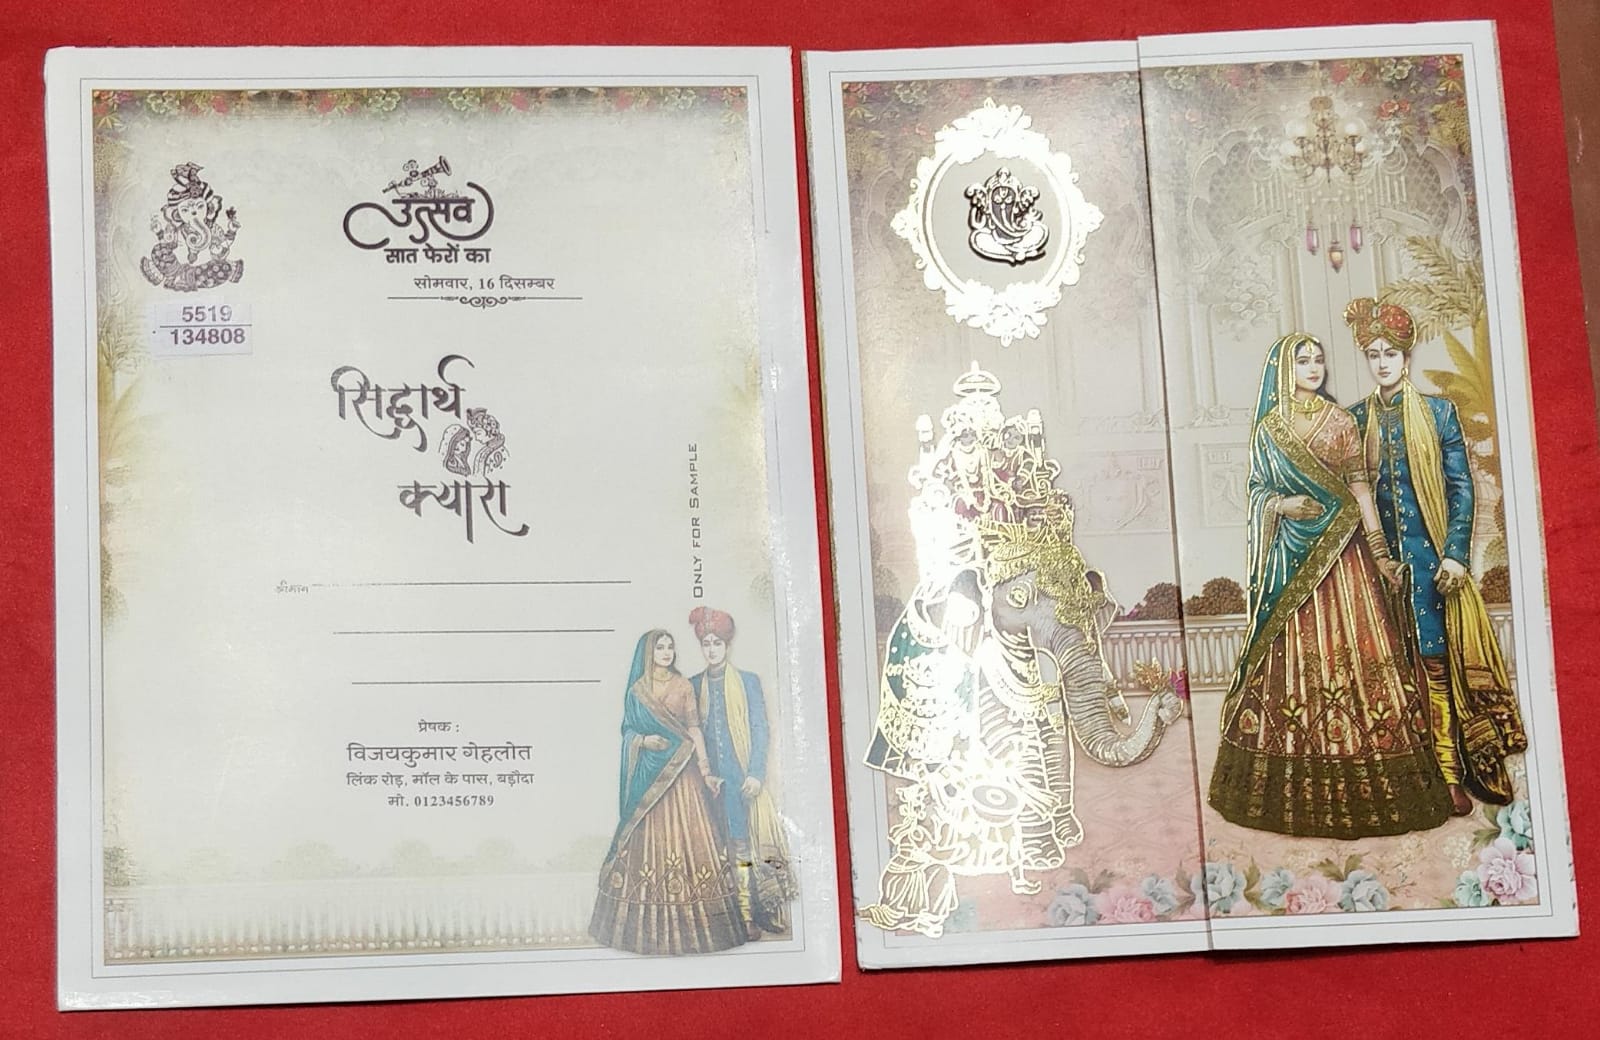 उत्सव
सात फेरों का
सोमवार, 16 दिसम्बर
5519
134808
सिद्धार्थ
क्यारा
ONLY FOR SAMPLE
श्रीमान
प्रेषक :
विजयकुमार गेहलोत
लिंक रोड़, मॉल के पास, बड़ौदा
मो. 0123456789